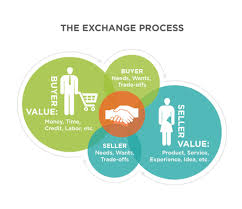 THE EXCHANGE PROCESS
BUYER
Needs, Wants,
Trade-offs
BUYER
VALUE:
Money, Time,
Credit, Labor, etc.
SELLER
VALUE:
Product, Service,
Experience, Idea, etc.
SELLER
Needs, Wants,
Trade-offs